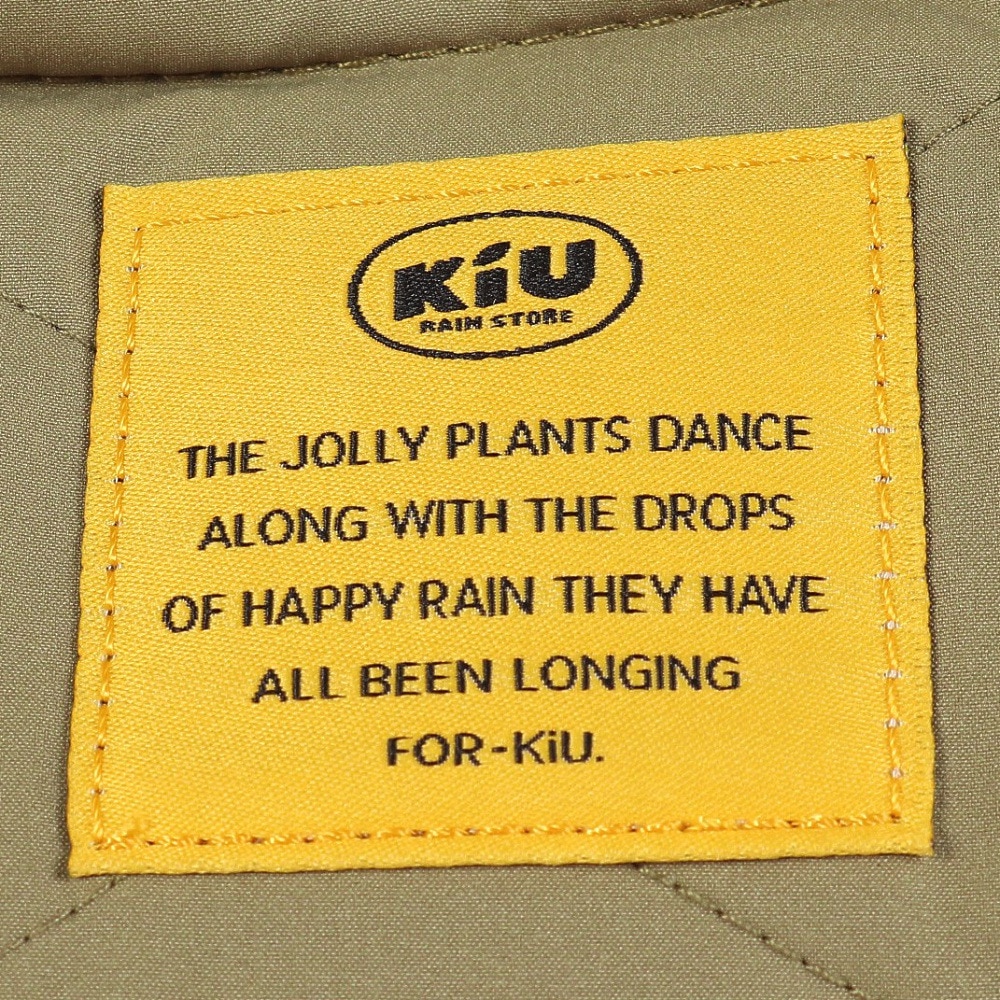 KiU
RAIN STORE
THE JOLLY PLANTS DANCE
ALONG WITH THE DROPS
OF HAPPY RAIN THEY HAVE
ALL BEEN LONGING
FOR-KiU.